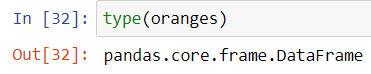 In [32]: type(oranges)
Out[32]: pandas.core.frame.DataFrame